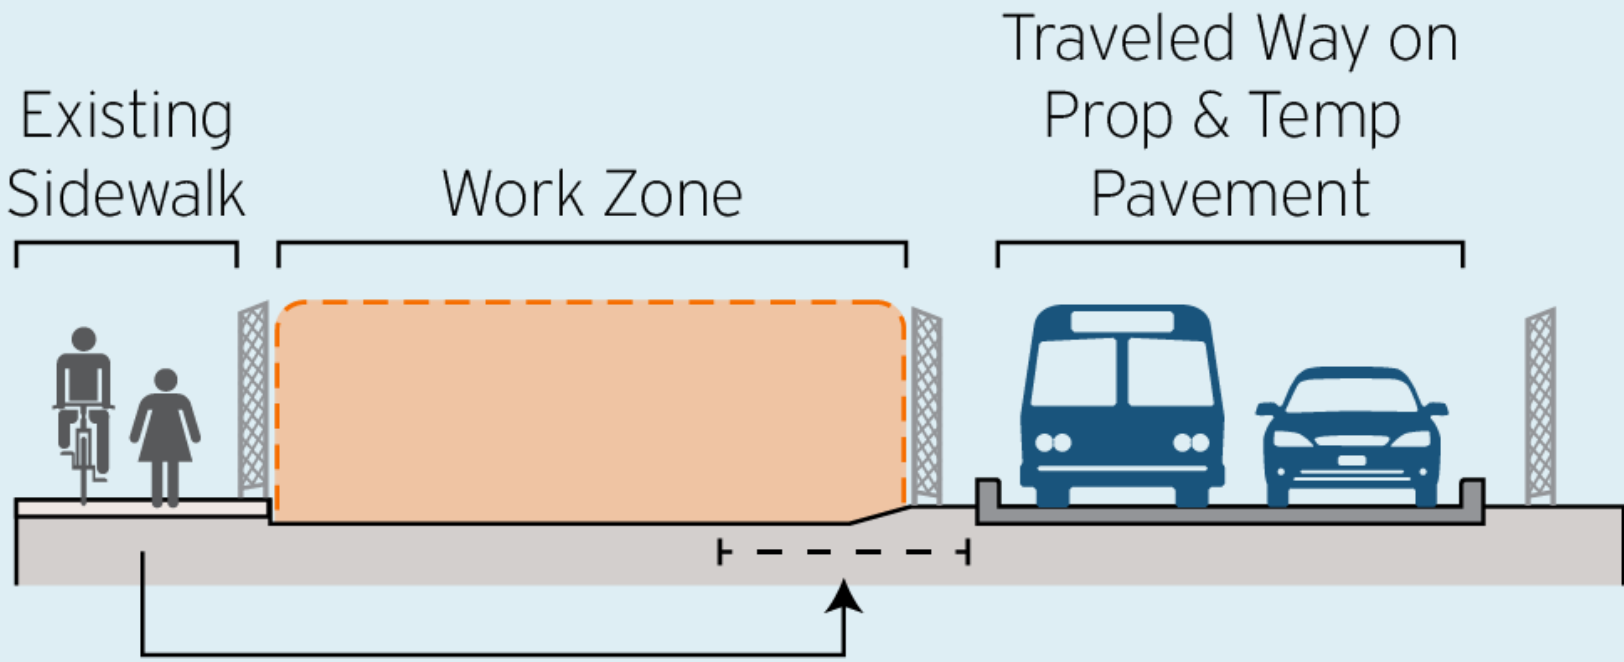 Existing
Sidewalk
Work Zone
Traveled Way on
Prop & Temp
Pavement